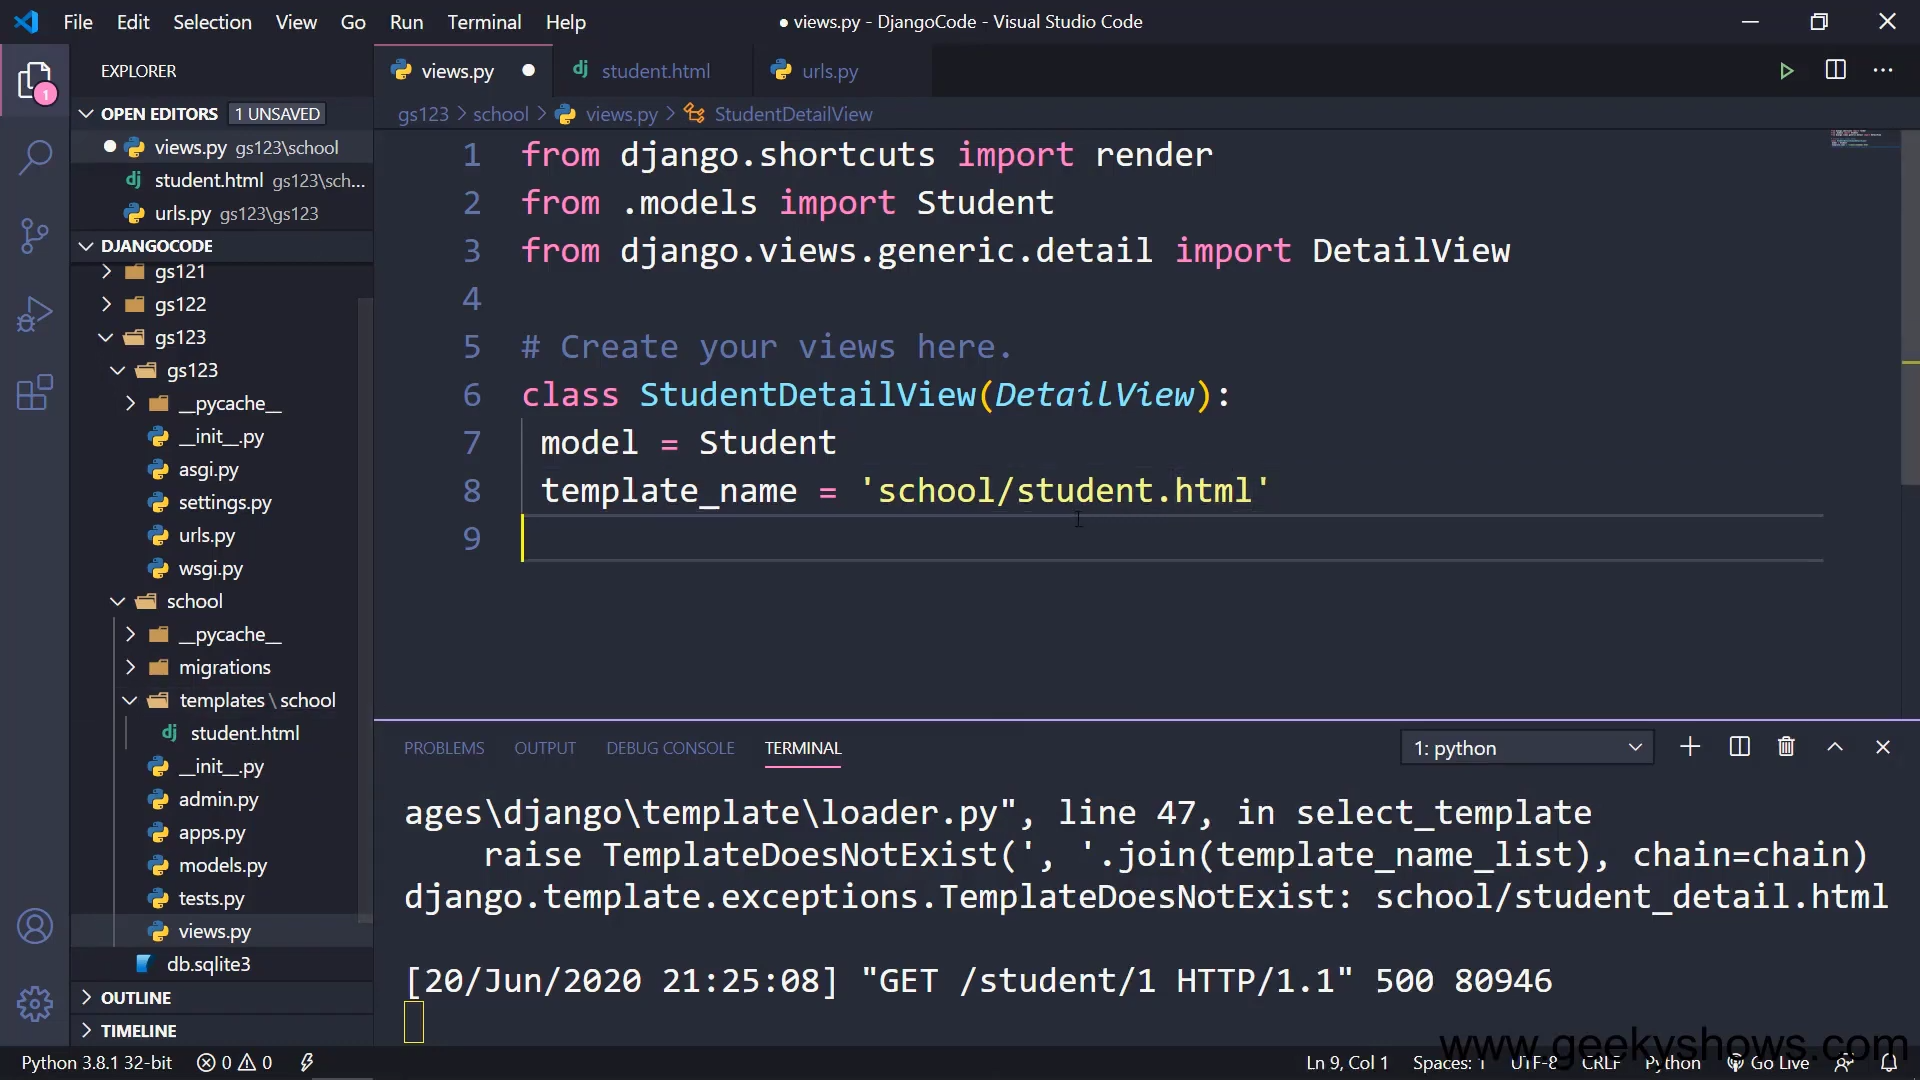 File Edit Selection View Go Run Terminal Help
● views.py - DjangoCode - Visual Studio Code
EXPLORER
1
OPEN EDITORS 1 UNSAVED
views.py gs123\school
student.html gs123\sch...
urls.py gs123\gs123
DJANGOCODE
gs121
gs122
gs123
gs123
__pycache__
__init__.py
asgi.py
settings.py
urls.py
wsgi.py
school
__pycache__
migrations
templates\school
student.html
__init__.py
admin.py
apps.py
models.py
tests.py
views.py
db.sqlite3
OUTLINE
TIMELINE
views.py student.html urls.py
gs123 > school > views.py > StudentDetailView
1 from django.shortcuts import render
2 from .models import Student
3 from django.views.generic.detail import DetailView
4
5 # Create your views here.
6 class StudentDetailView(DetailView):
7 model = Student
8 template_name = 'school/student.html'
9
PROBLEMS OUTPUT DEBUG CONSOLE TERMINAL 1: python
ages\django\template\loader.py", line 47, in select_template
raise TemplateDoesNotExist(', '.join(template_name_list), chain=chain)
django.template.exceptions.TemplateDoesNotExist: school/student_detail.html
[20/Jun/2020 21:25:08] "GET /student/1 HTTP/1.1" 500 80946
www.geekyshows.com
Python 3.8.1 32-bit 0 0 Ln 9, Col 1 Spaces: 1 UTF-8 CRLF Python Go Live